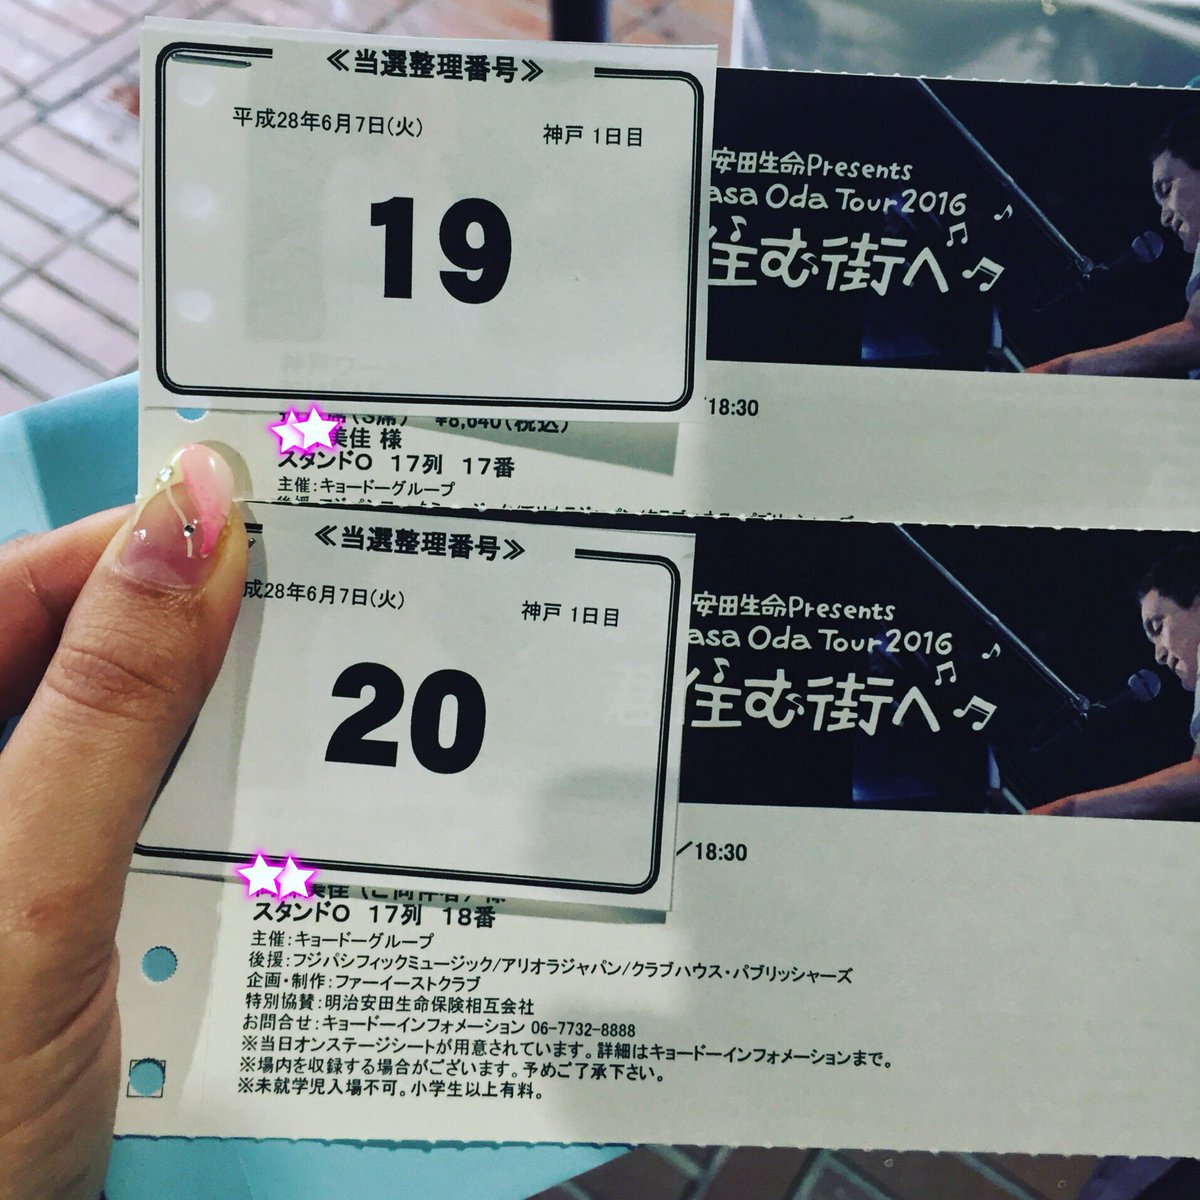 ≪当選整理番号≫
平成28年6月7日(火)
神戸 1日目
19
安田生命Presents
asa Oda Tour 2016
住む街へ
/18:30
席(S席) ¥8,640(税込)
美佳 様
スタンドO 17列 17番
主催:キョードーグループ
≪当選整理番号≫
成28年6月7日(火)
神戸 1日目
20
安田生命Presents
asa Oda Tour 2016
住む街へ
/18:30
美佳 (ご同伴者) 様
スタンドO 17列 18番
主催:キョードーグループ
後援:フジパシフィックミュージック/アリオラジャパン/クラブハウス・パブリッシャーズ
企画・制作:ファーイーストクラブ
特別協賛:明治安田生命保険相互会社
お問合せ:キョードーインフォメーション 06-7732-8888
※当日オンステージシートが用意されています。詳細はキョードーインフォメーションまで。
※場内を収録する場合がございます。予めご了承下さい。
※未就学児入場不可。小学生以上有料。